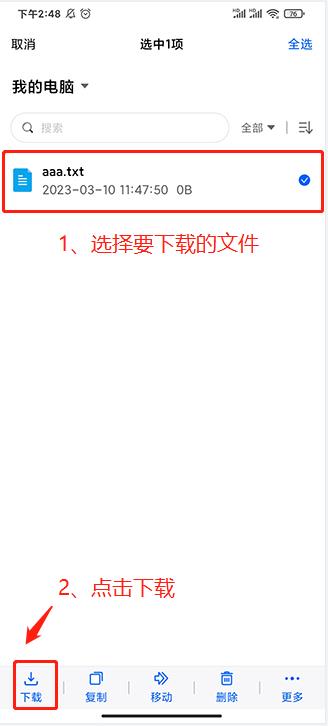 下午2:48
76
取消 选中1项 全选
我的电脑
搜索 全部
aaa.txt
2023-03-10 11:47:50 0B
1、选择要下载的文件
2、点击下载
下载 复制 移动 删除 更多